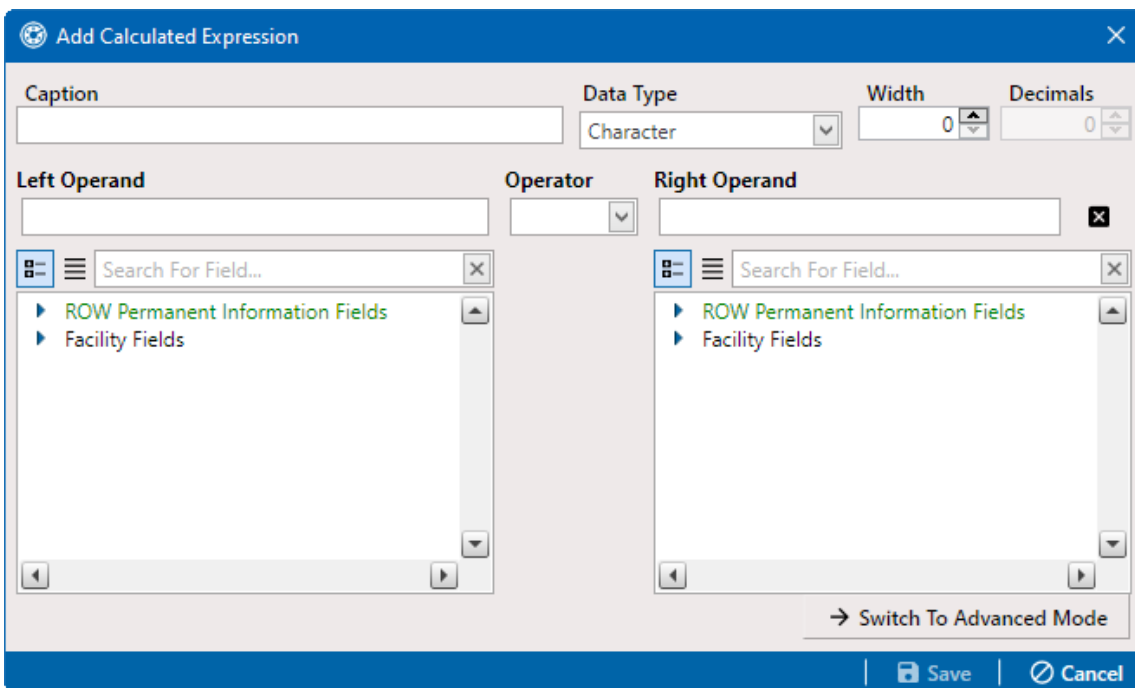 Add Calculated Expression
Caption Data Type Width Decimals
Character 0 0
Left Operand Operator Right Operand
Search For Field... Search For Field...
ROW Permanent Information Fields ROW Permanent Information Fields
Facility Fields Facility Fields
Switch To Advanced Mode
Save Cancel